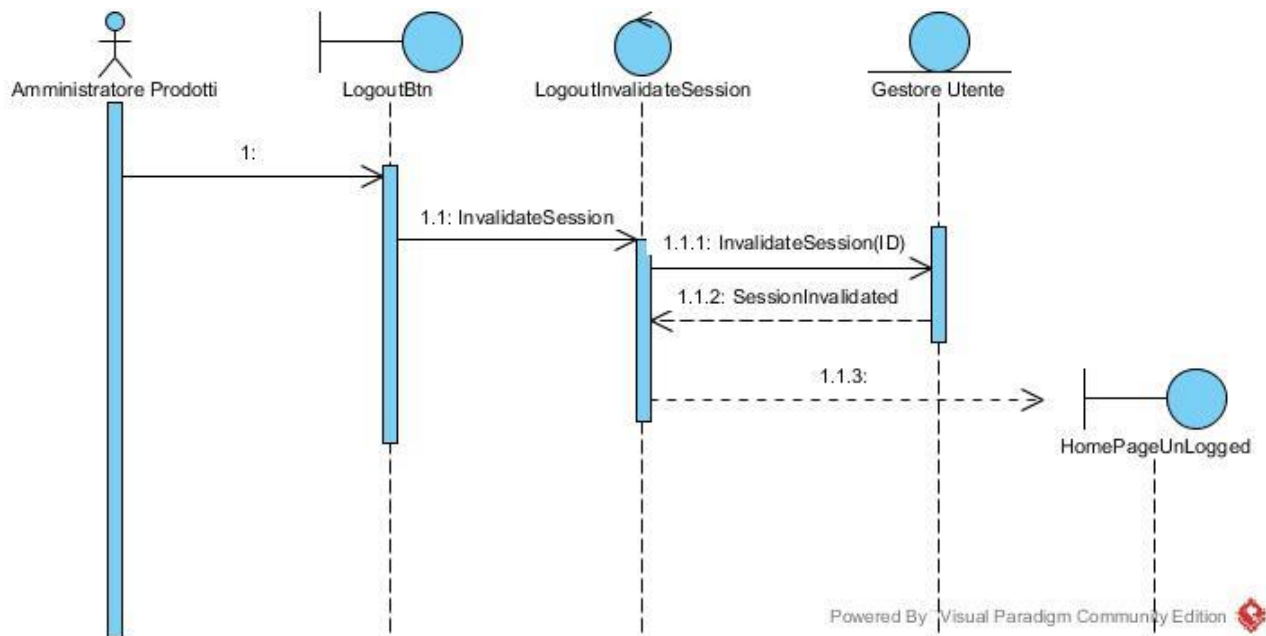 Amministratore Prodotti
LogoutBtn
LogoutInvalidateSession
Gestore Utente
1:
1.1: InvalidateSession
1.1.1: InvalidateSession(ID)
1.1.2: SessionInvalidated
1.1.3:
HomePageUnLogged
Powered By Visual Paradigm Community Edition